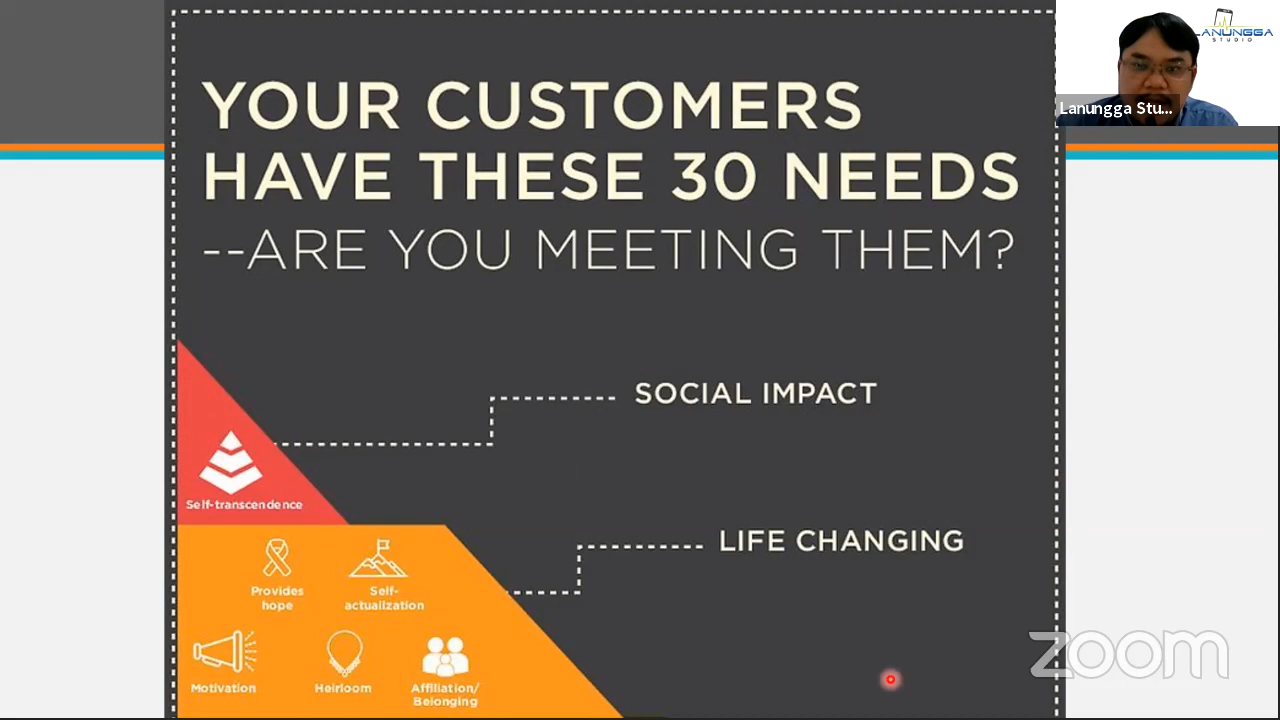 YOUR CUSTOMERS
HAVE THESE 30 NEEDS
--ARE YOU MEETING THEM?
SOCIAL IMPACT
Self-transcendence
LIFE CHANGING
Provides
hope
Self-
actualization
Motivation
Heirloom
Affiliation/
Belonging
LANUNGGA
STUDIO
Lanungga Stu...
zoom